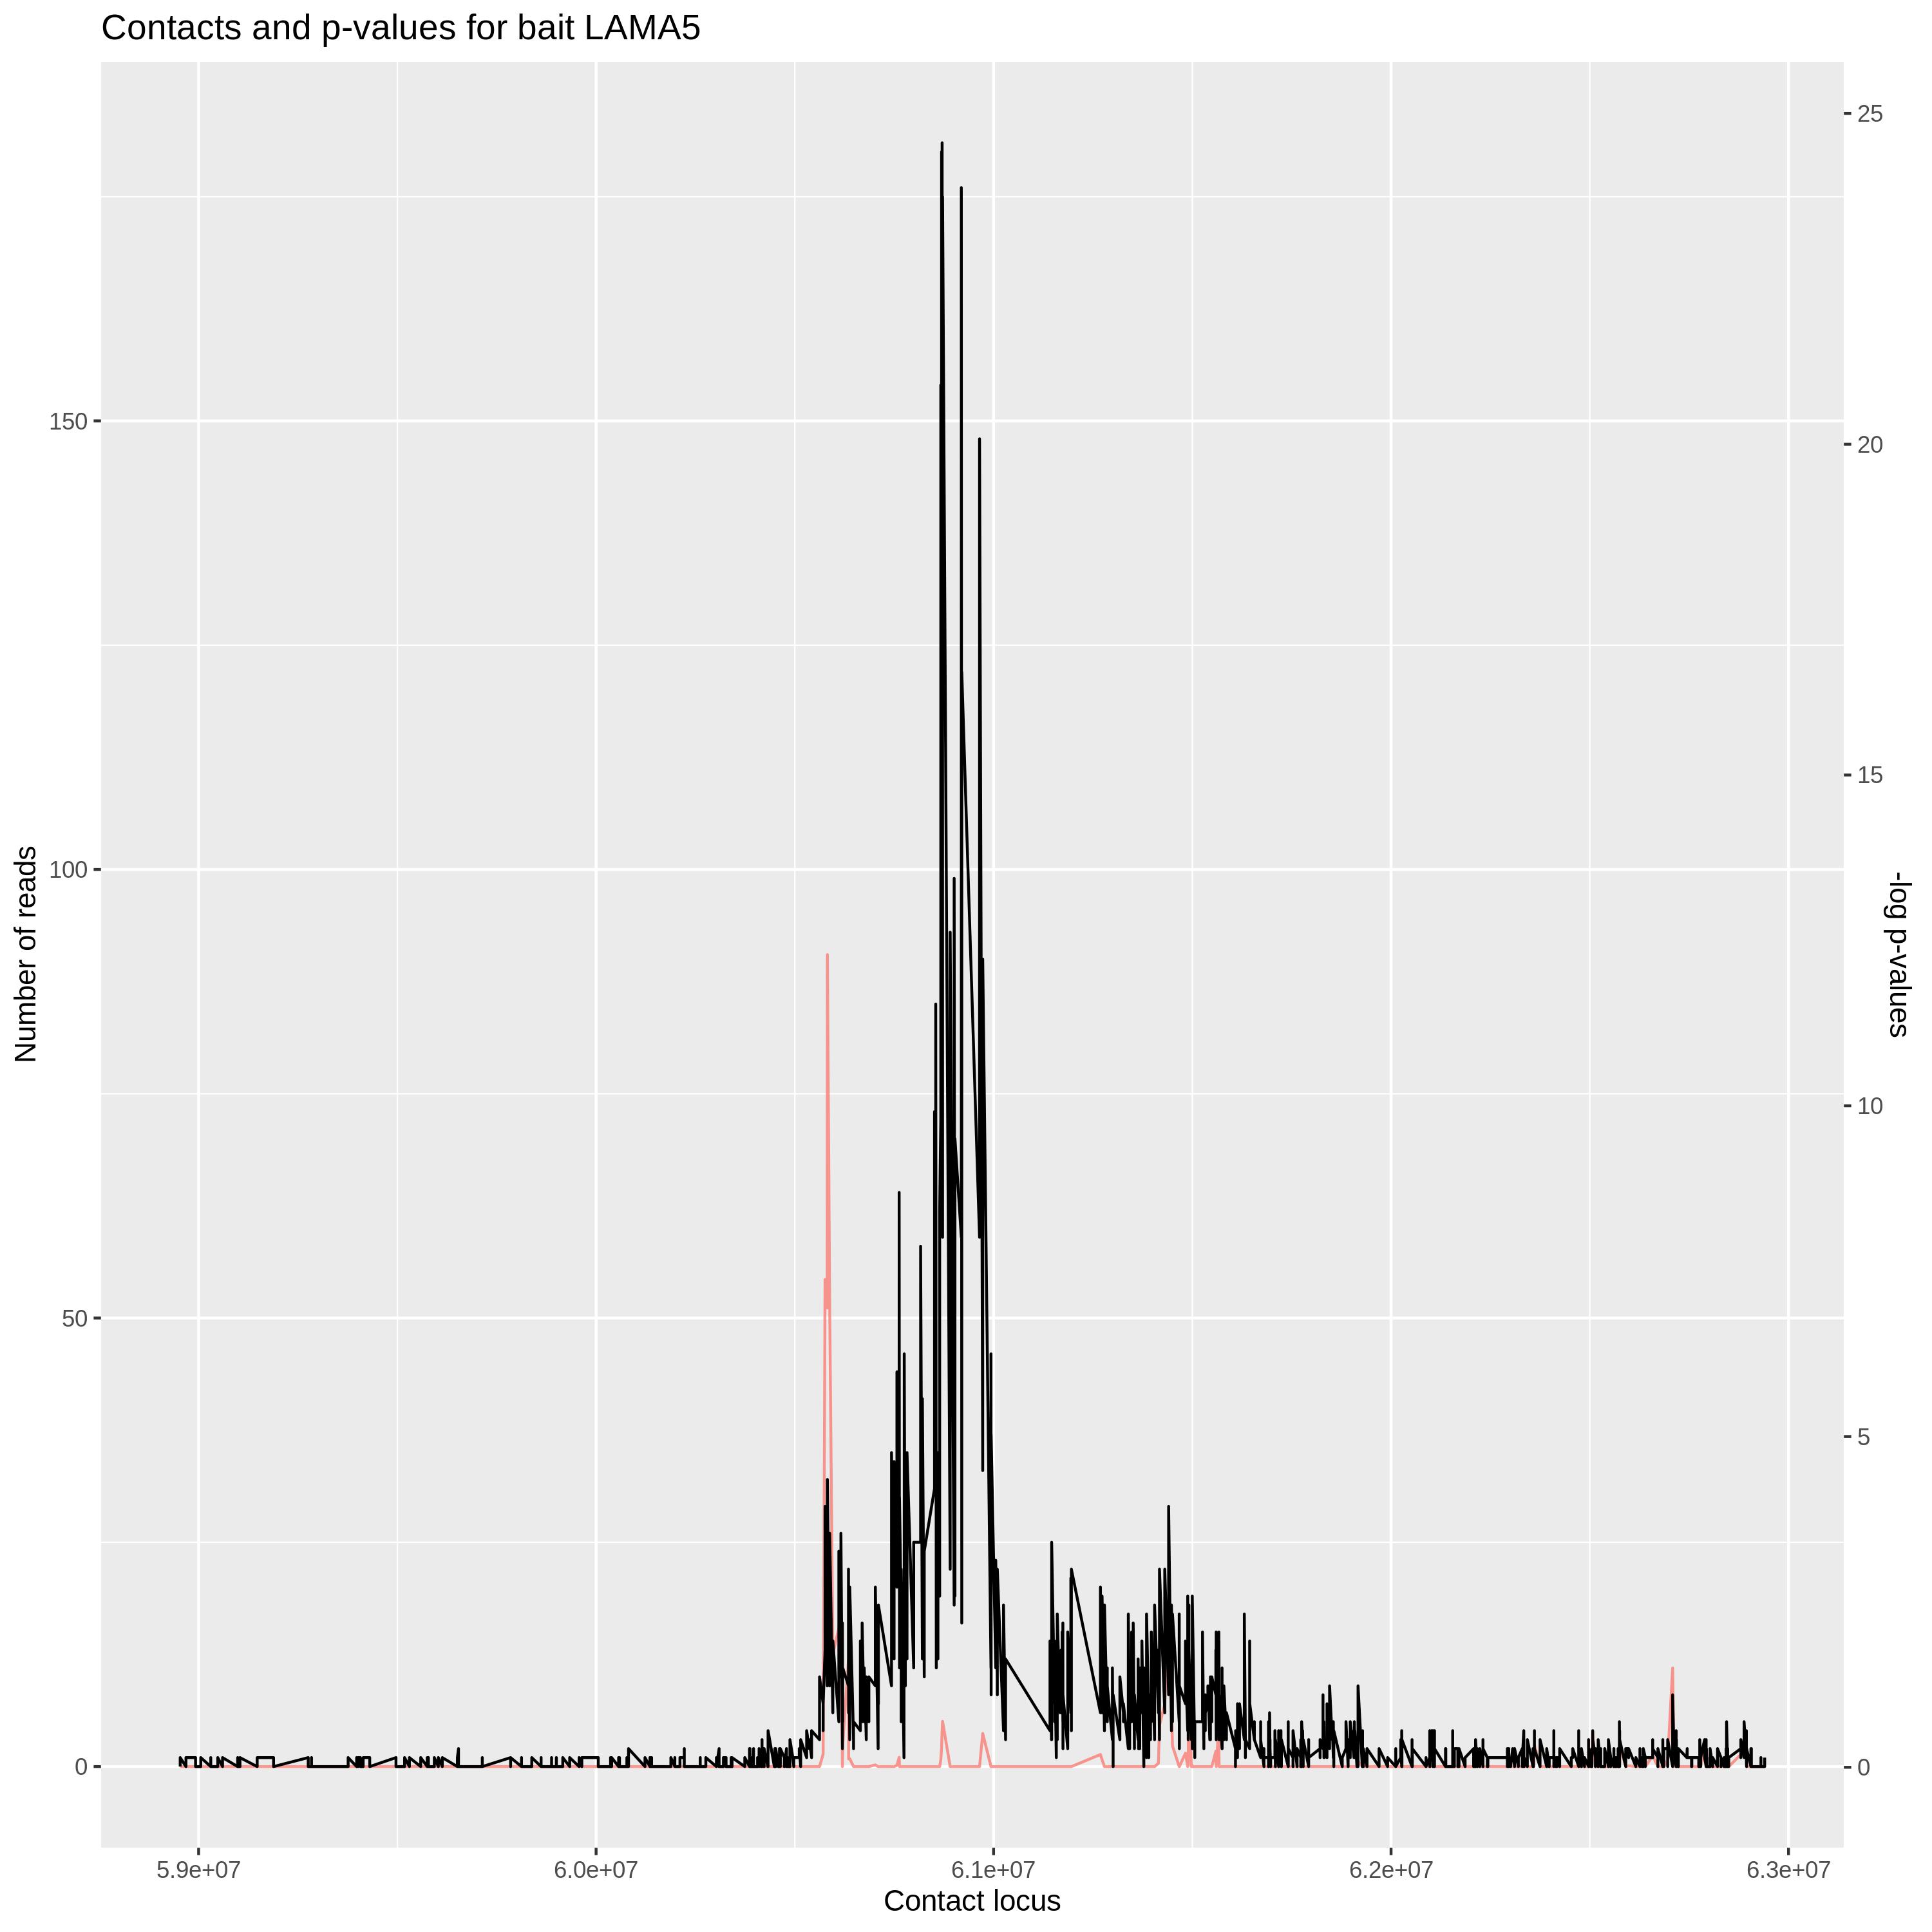 Contacts and p-values for bait LAMA5
Number of reads
150
100
50
0
25
20
15
10
5
0
-log p-values
5.9e+07 6.0e+07 6.1e+07 6.2e+07 6.3e+07
Contact locus